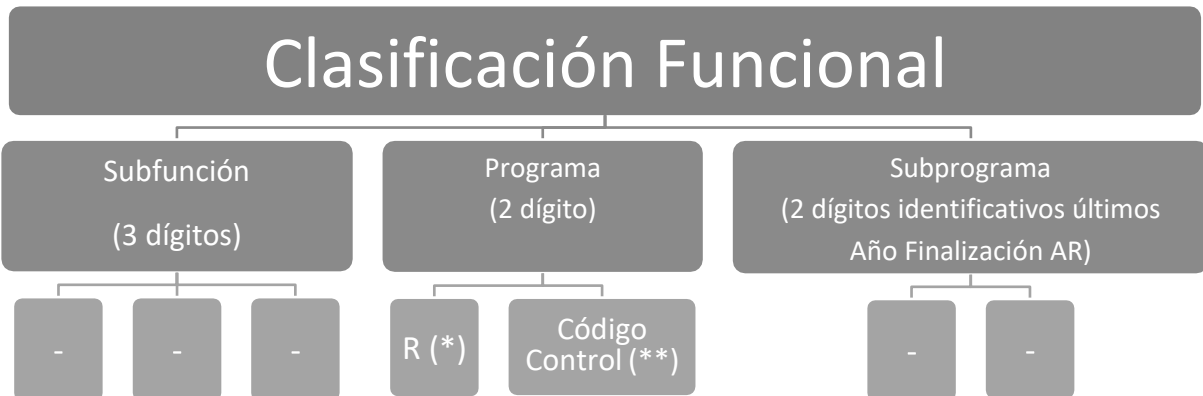 Clasificación Funcional
Subfunción
(3 dígitos)
Programa
(2 dígito)
Subprograma
(2 dígitos identificativos últimos
Año Finalización AR)
-
-
-
R (*)
Código
Control (**)
-
-